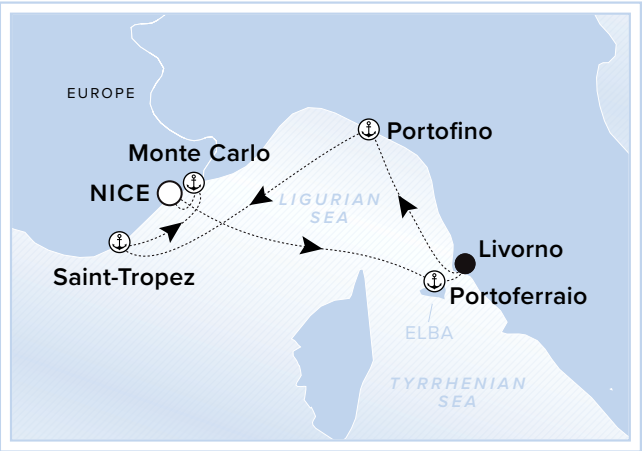 EUROPE
Portofino
Monte Carlo
NICE
LIGURIAN
SEA
Saint-Tropez
Livorno
Portoferraio
ELBA
TYRRHENIAN
SEA